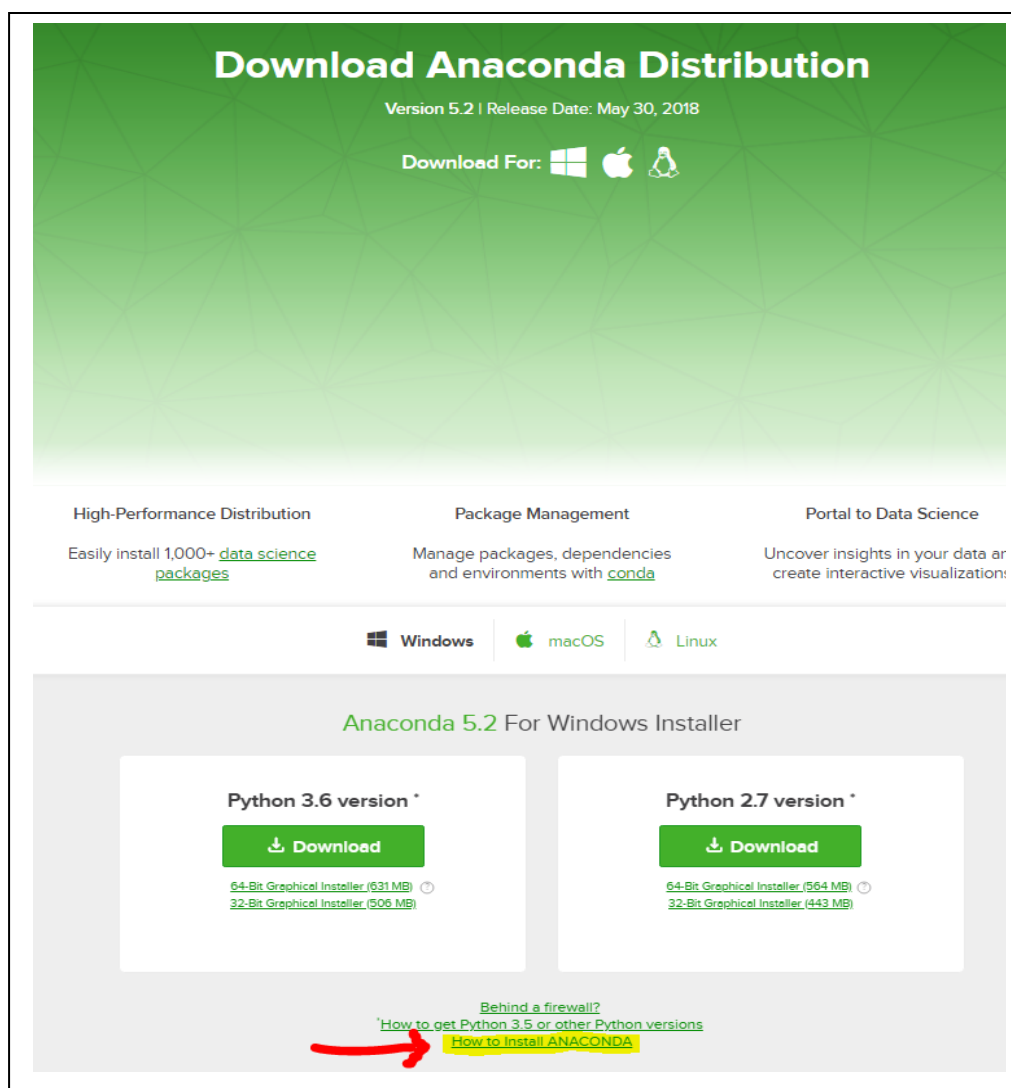 Download Anaconda Distribution
Version 5.2 | Release Date: May 30, 2018
Download For:
High-Performance Distribution
Easily install 1,000+ data science
packages
Package Management
Manage packages, dependencies
and environments with conda
Portal to Data Science
Uncover insights in your data
create interactive visualization
Windows
macOS
Linux
Anaconda 5.2 For Windows Installer
Python 3.6 version *
Download
64-Bit Graphical Installer (631 MB) ?
32-Bit Graphical Installer (506 MB)
Python 2.7 version *
Download
64-Bit Graphical Installer (564 MB) ?
32-Bit Graphical Installer (443 MB)
Behind a firewall?
*How to get Python 3.5 or other Python versions
How to Install ANACONDA